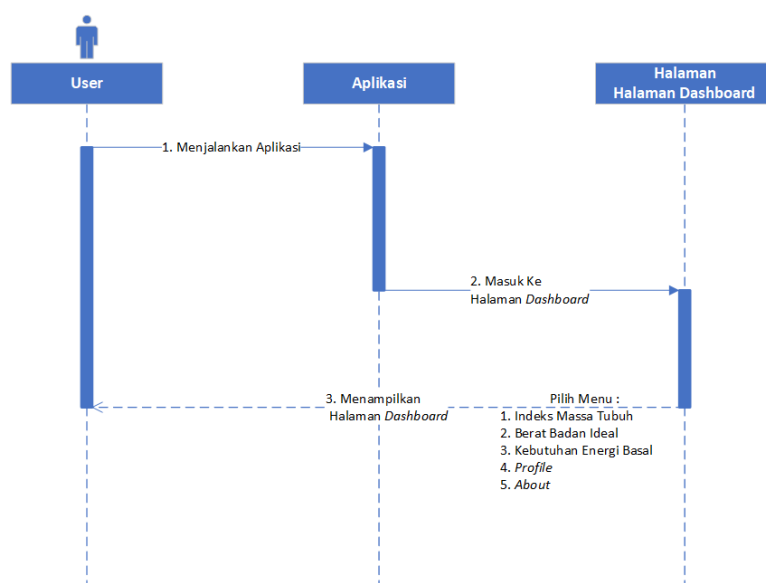 User
Aplikasi
Halaman
Halaman Dashboard
1. Menjalankan Aplikasi
2. Masuk Ke
Halaman Dashboard
3. Menampilkan
Halaman Dashboard
Pilih Menu :
1. Indeks Massa Tubuh
2. Berat Badan Ideal
3. Kebutuhan Energi Basal
4. Profile
5. About